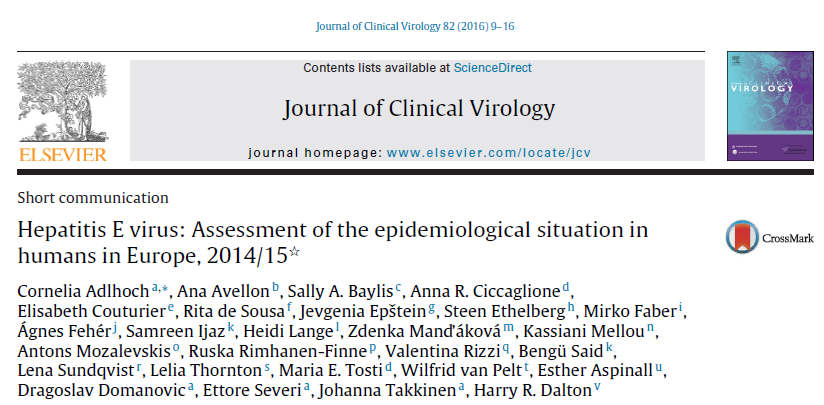 Journal of Clinical Virology 82 (2016) 9–16
Contents lists available at ScienceDirect
Journal of Clinical Virology
journal homepage: www.elsevier.com/locate/jcv
ELSEVIER
VIROLOGY
CrossMark
Short communication
Hepatitis E virus: Assessment of the epidemiological situation in
humans in Europe, 2014/15☆
Cornelia Adlhoch a,∗, Ana Avellon b, Sally A. Baylis c, Anna R. Ciccaglione d,
Elisabeth Couturier e, Rita de Sousa f, Jevgenia Epštein g, Steen Ethelberg h, Mirko Faber i,
Ágnes Fehér j, Samreen Ijaz k, Heidi Lange l, Zdenka Mand'áková m, Kassiani Mellou n,
Antons Mozalevskis o, Ruska Rimhanen-Finne p, Valentina Rizzi q, Bengü Said k,
Lena Sundqvist r, Lelia Thornton s, Maria E. Tosti d, Wilfrid van Pelt t, Esther Aspinall u,
Dragoslav Domanovic a, Ettore Severi a, Johanna Takkinen a, Harry R. Dalton v